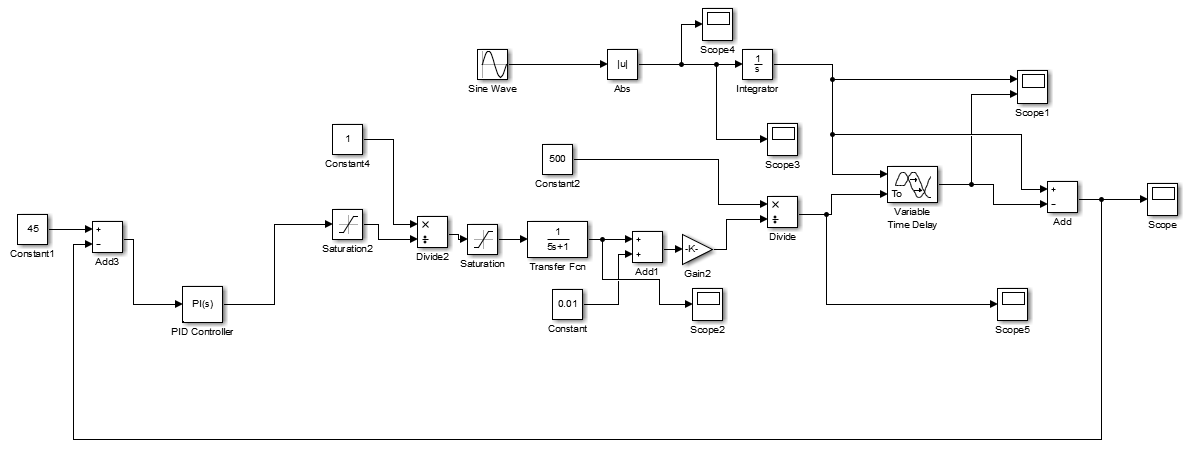 Scope4
Sine Wave
|u|
Abs
1
s
Integrator
Scope1
Scope3
1
Constant4
500
Constant2
To
Variable
Time Delay
+
−
Add
Scope
45
Constant1
+
−
Add3
Saturation2
×
÷
Divide2
Saturation
1
5s+1
Transfer Fcn
+
+
Add1
-K-
Gain2
×
÷
Divide
PI(s)
PID Controller
0.01
Constant
Scope2
Scope5